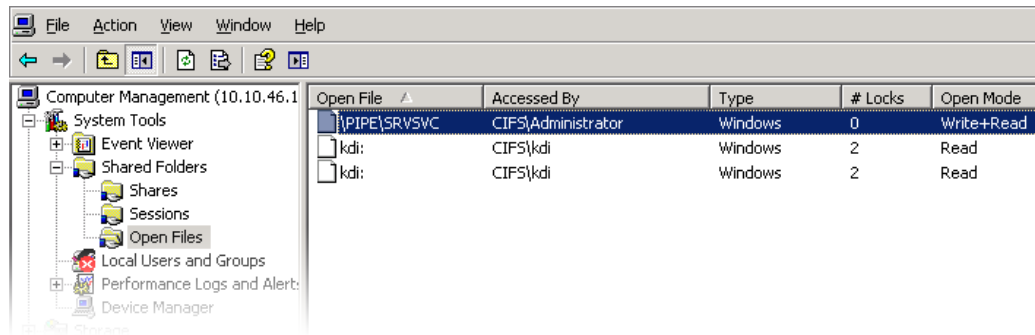 File Action View Window Help
Computer Management (10.10.46.1
System Tools
Event Viewer
Shared Folders
Shares
Sessions
Open Files
Local Users and Groups
Performance Logs and Alert
Device Manager
Storage
Open File Accessed By Type # Locks Open Mode
\PIPE\SRVSVC CIFS\Administrator Windows 0 Write+Read
kdi: CIFS\kdi Windows 2 Read
kdi: CIFS\kdi Windows 2 Read